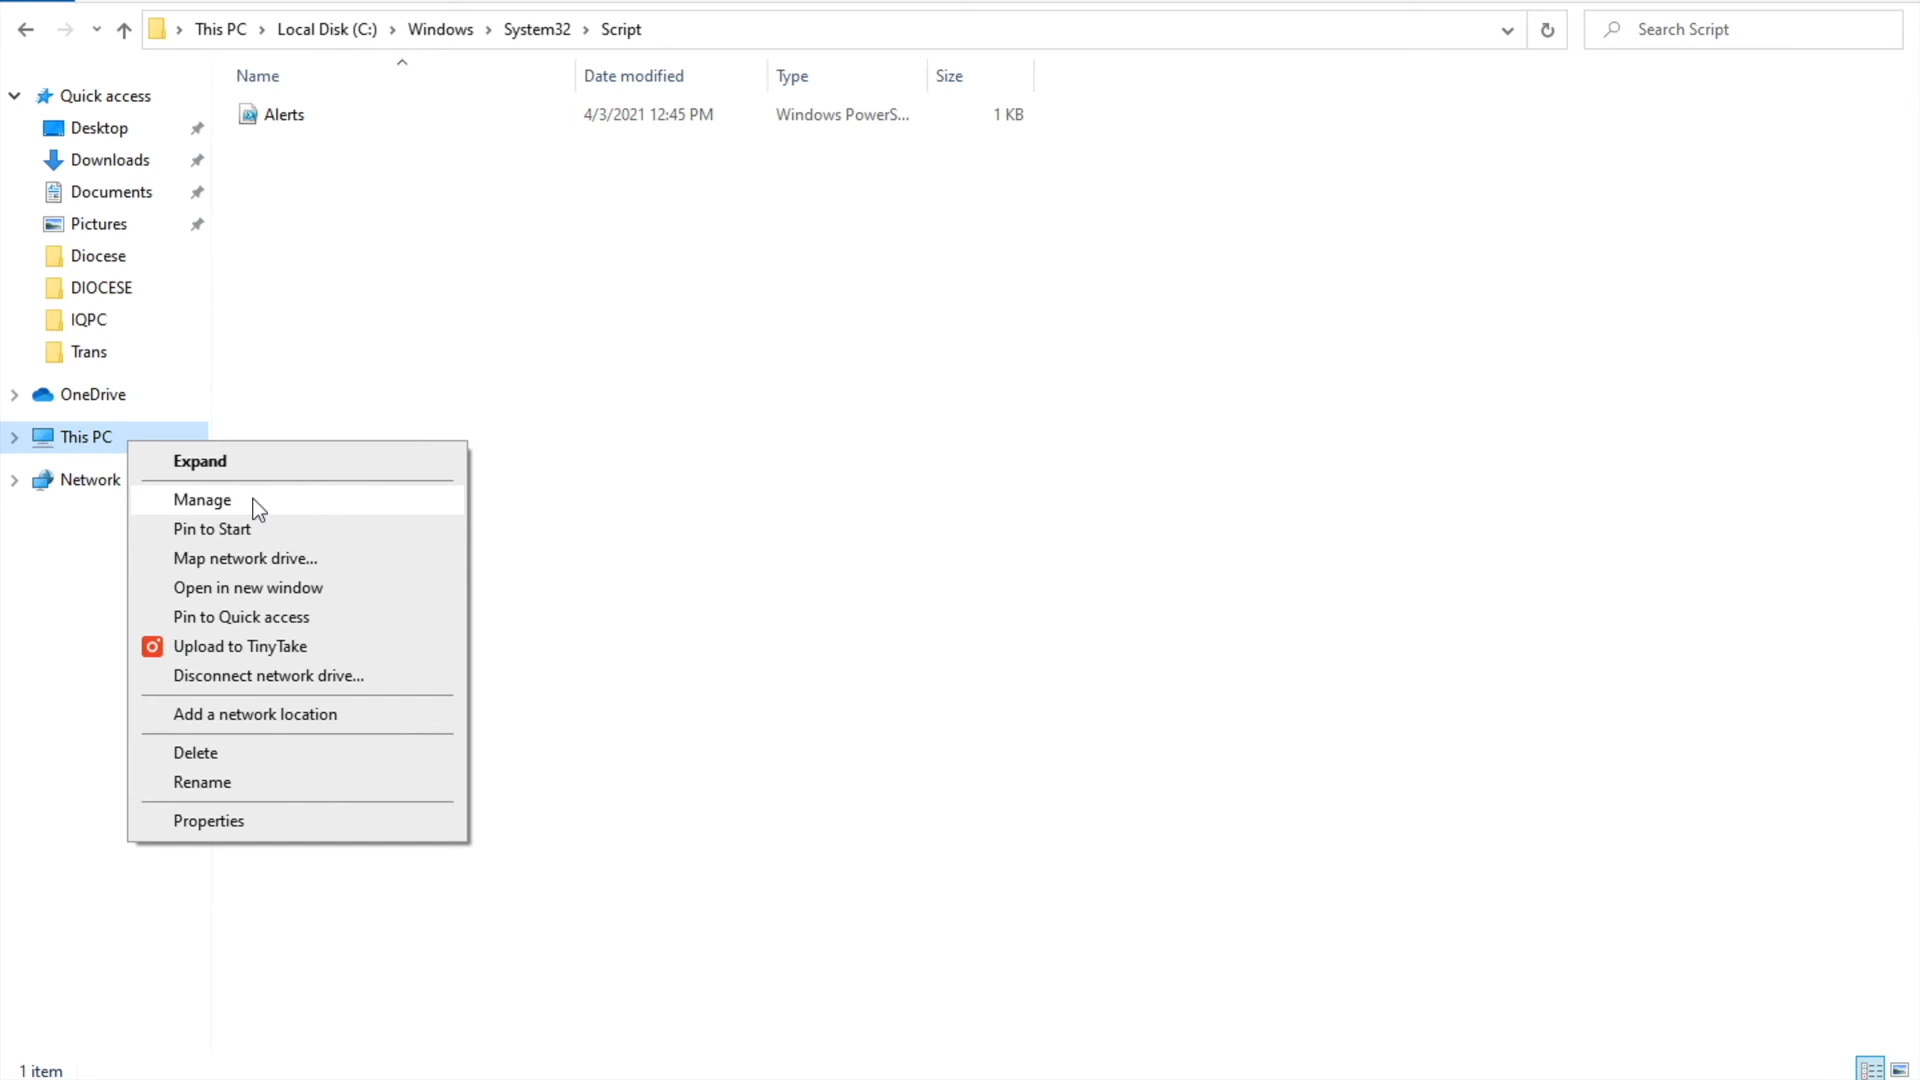 This PC
Local Disk (C:)
Windows
System32
Script
Search Script
Name
Date modified
Type
Size
Alerts
4/3/2021 12:45 PM
Windows PowerS...
1 KB
Quick access
Desktop
Downloads
Documents
Pictures
Diocese
DIOCESE
IQPC
Trans
OneDrive
This PC
Network
Expand
Manage
Pin to Start
Map network drive...
Open in new window
Pin to Quick access
Upload to TinyTake
Disconnect network drive...
Add a network location
Delete
Rename
Properties
1 item